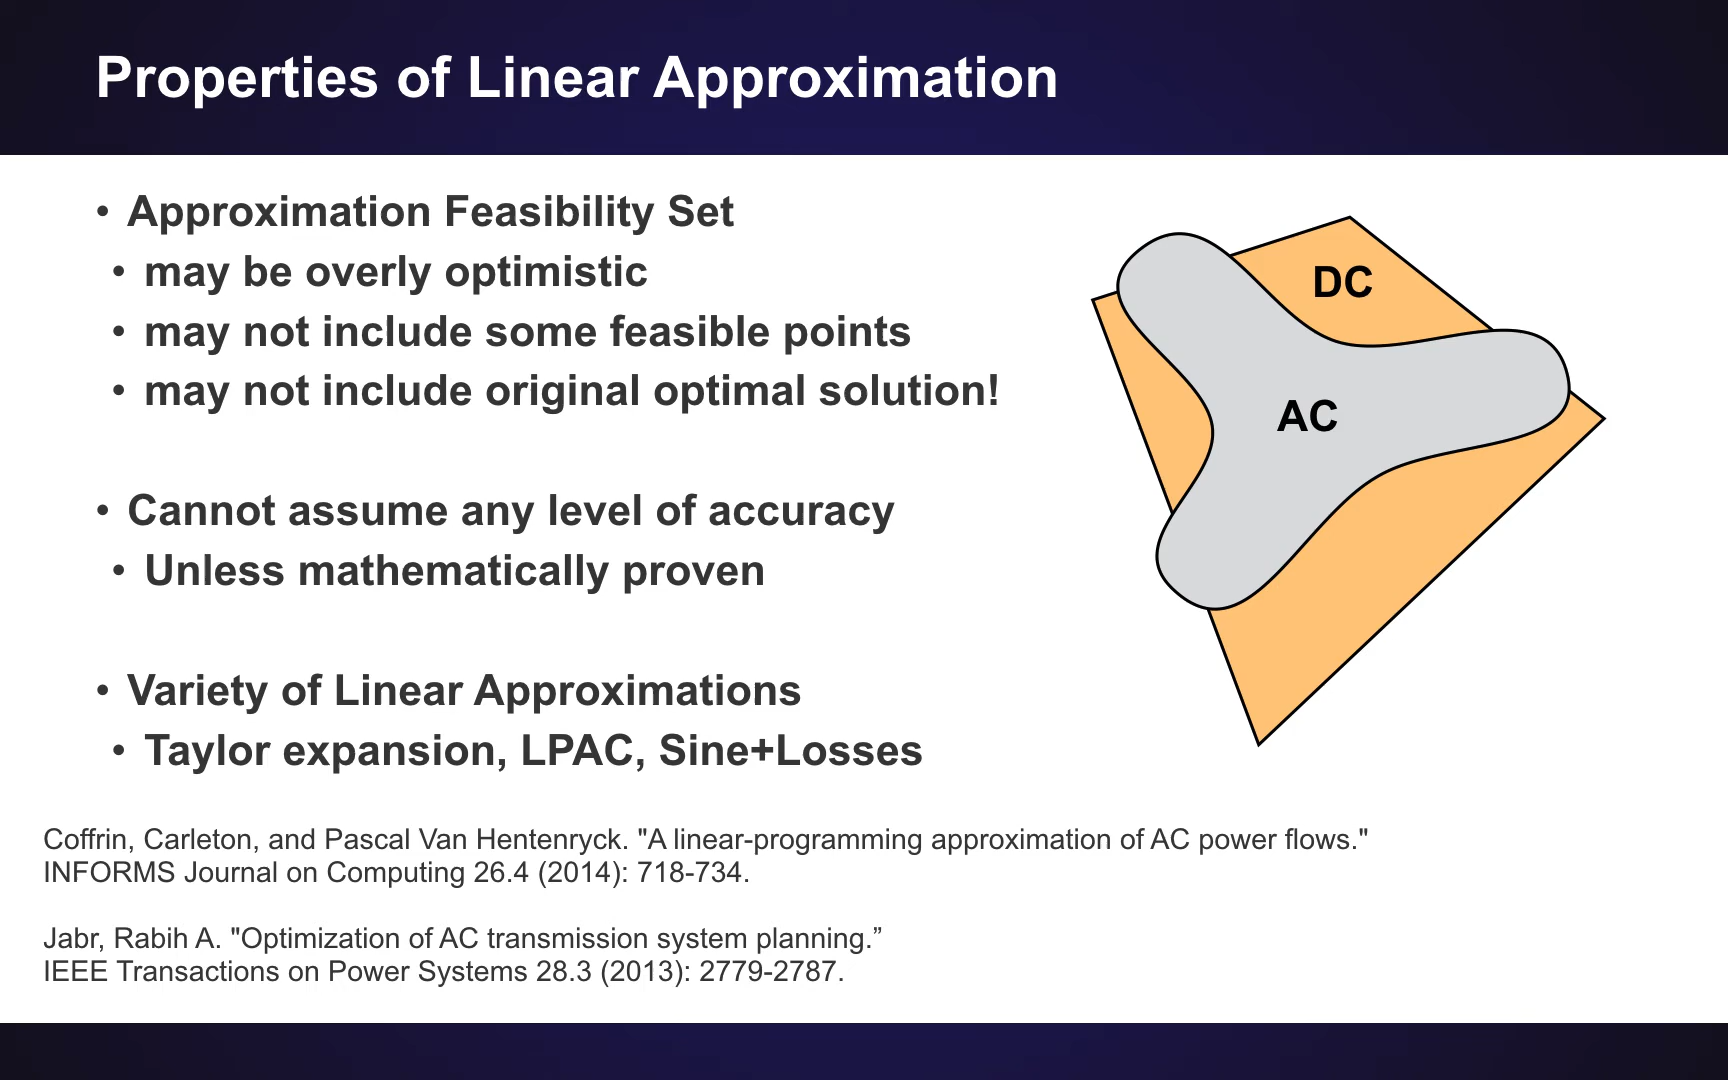 Properties of Linear Approximation
• Approximation Feasibility Set
• may be overly optimistic
• may not include some feasible points
• may not include original optimal solution!
• Cannot assume any level of accuracy
• Unless mathematically proven
• Variety of Linear Approximations
• Taylor expansion, LPAC, Sine+Losses
DC
AC
Coffrin, Carleton, and Pascal Van Hentenryck. "A linear-programming approximation of AC power flows."
INFORMS Journal on Computing 26.4 (2014): 718-734.
Jabr, Rabih A. "Optimization of AC transmission system planning.”
IEEE Transactions on Power Systems 28.3 (2013): 2779-2787.